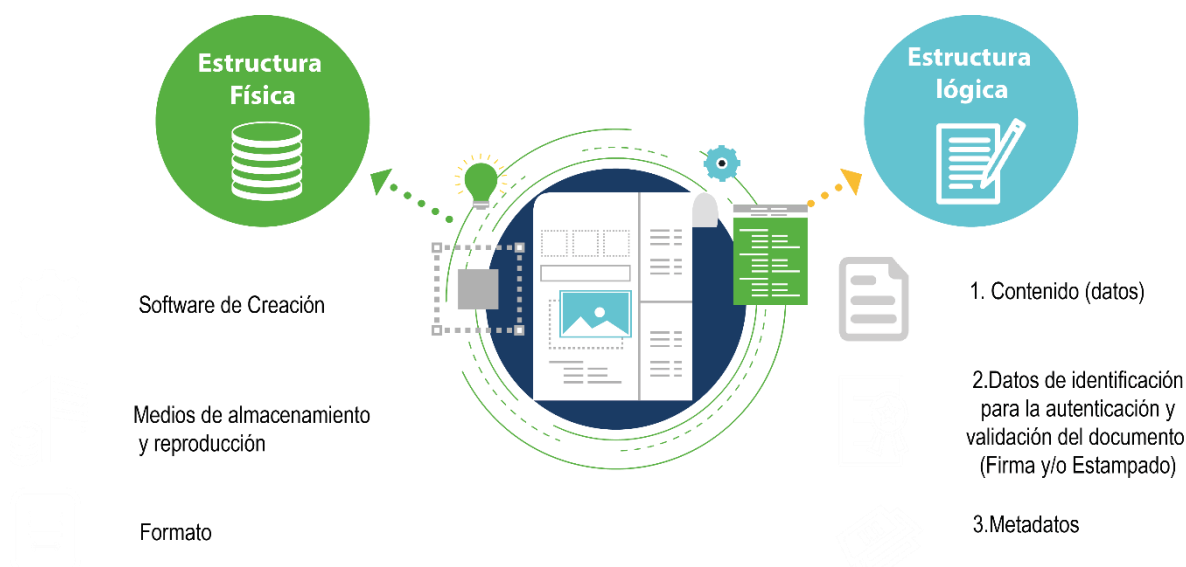 Estructura
Física
Software de Creación
Medios de almacenamiento
y reproducción
Formato
Estructura
lógica
1. Contenido (datos)
2.Datos de identificación
para la autenticación y
validación del documento
(Firma y/o Estampado)
3.Metadatos